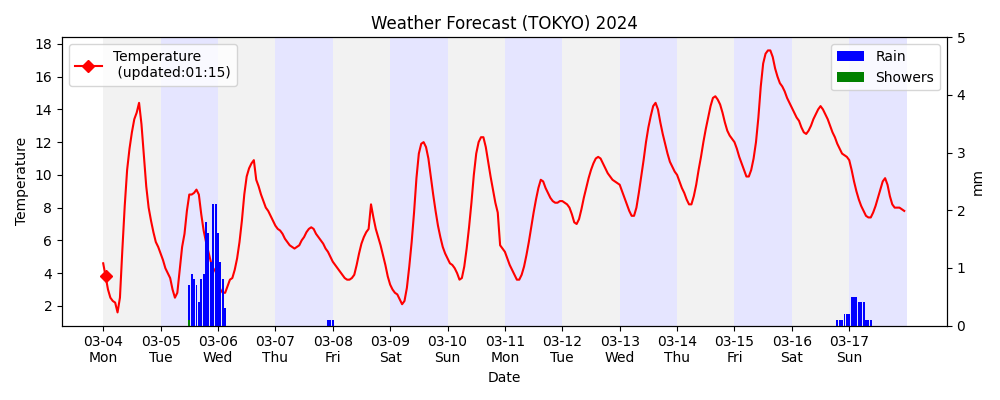 Weather Forecast (TOKYO) 2024
Temperature
(updated:01:15)
Rain
Showers
18
16
14
12
10
8
6
4
2
Temperature
5
4
3
2
1
0
mm
03-04 03-05 03-06 03-07 03-08 03-09 03-10 03-11 03-12 03-13 03-14 03-15 03-16 03-17
Mon Tue Wed Thu Fri Sat Sun Mon Tue Wed Thu Fri Sat Sun
Date